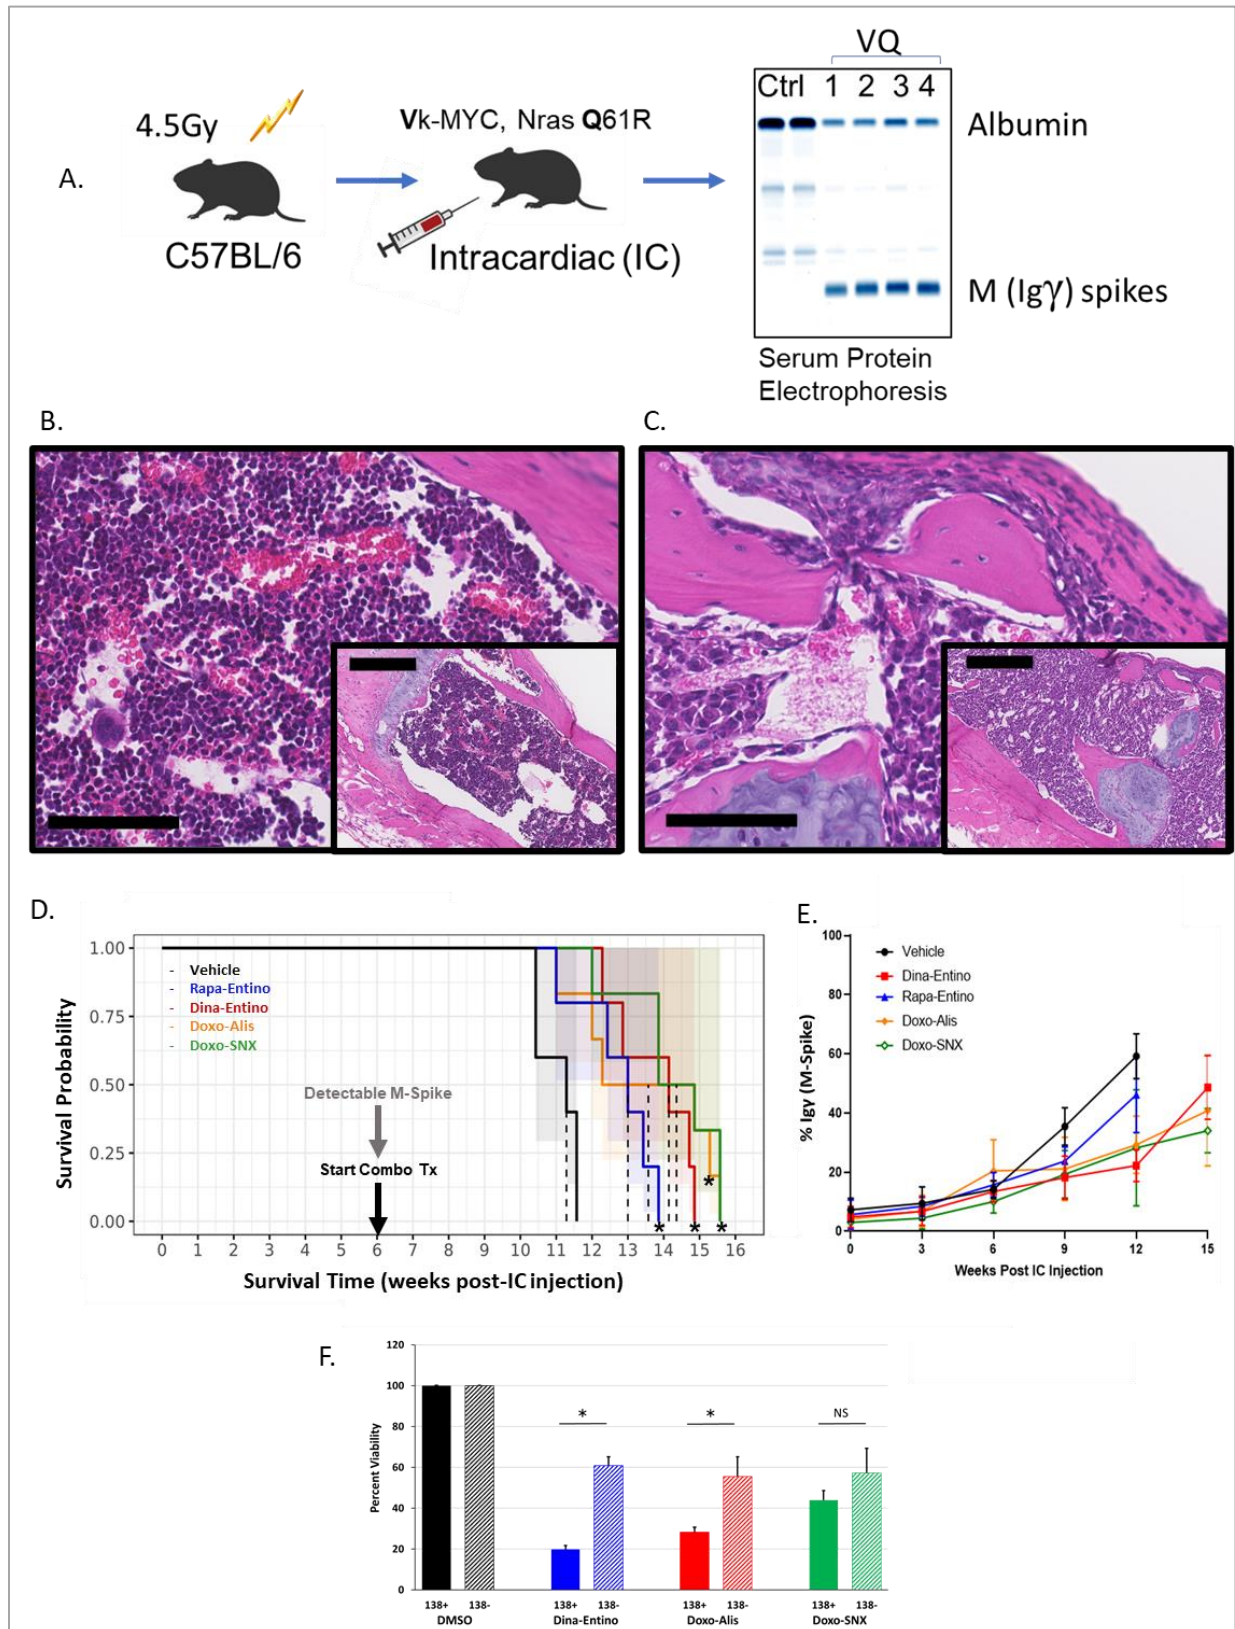 A.
4.5Gy
C57BL/6
Vk-MYC, Nras Q61R
Intracardiac (IC)
VQ
Ctrl 1 2 3 4
Albumin
M (Igγ) spikes
Serum Protein
Electrophoresis
B.
C.
D.
Survival Probability
1.00
0.75
0.50
0.25
0.00
- Vehicle
- Rapa-Entino
- Dina-Entino
- Doxo-Alis
- Doxo-SNX
Detectable M-Spike
Start Combo Tx
* * * *
0 1 2 3 4 5 6 7 8 9 10 11 12 13 14 15 16
Survival Time (weeks post-IC injection)
E.
% Igγ (M-Spike)
100
80
60
40
20
0
Vehicle
Dina-Entino
Rapa-Entino
Doxo-Alis
Doxo-SNX
0 3 6 9 12 15
Weeks Post IC Injection
F.
Percent Viability
120
100
80
60
40
20
0
* * NS
138+ 138- 138+ 138- 138+ 138- 138+ 138-
DMSO Dina-Entino Doxo-Alis Doxo-SNX